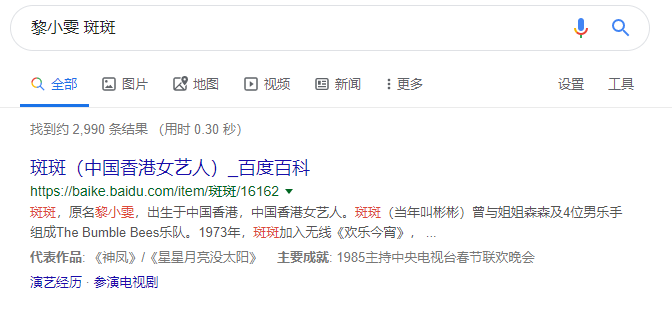 黎小雯 斑斑
全部 图片 地图 视频 新闻 更多 设置 工具
找到约 2,990 条结果 （用时 0.30 秒）
斑斑（中国香港女艺人）_百度百科
https://baike.baidu.com/item/斑斑/16162
斑斑，原名黎小雯，出生于中国香港，中国香港女艺人。斑斑（当年叫彬彬）曾与姐姐森森及4位男乐手
组成The Bumble Bees乐队。1973年，斑斑加入无线《欢乐今宵》， ...
代表作品: 《神凤》/《星星月亮没太阳》 主要成就: 1985主持中央电视台春节联欢晚会
演艺经历 · 参演电视剧